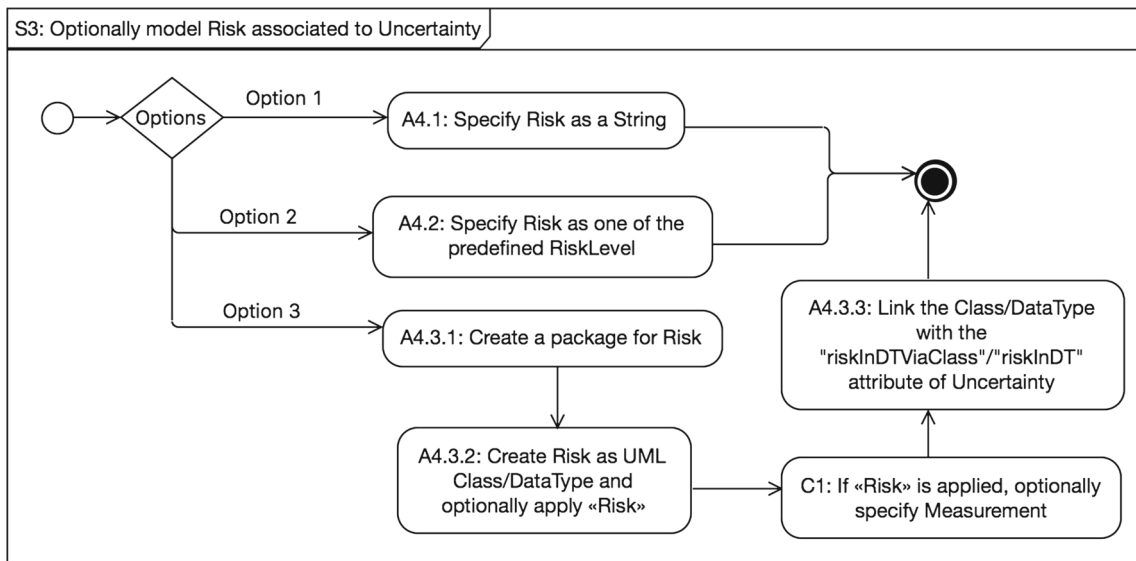 S3: Optionally model Risk associated to Uncertainty
Options
Option 1
A4.1: Specify Risk as a String
Option 2
A4.2: Specify Risk as one of the
predefined RiskLevel
Option 3
A4.3.1: Create a package for Risk
A4.3.2: Create Risk as UML
Class/DataType and
optionally apply «Risk»
C1: If «Risk» is applied, optionally
specify Measurement
A4.3.3: Link the Class/DataType
with the
"riskInDTViaClass"/"riskInDT"
attribute of Uncertainty